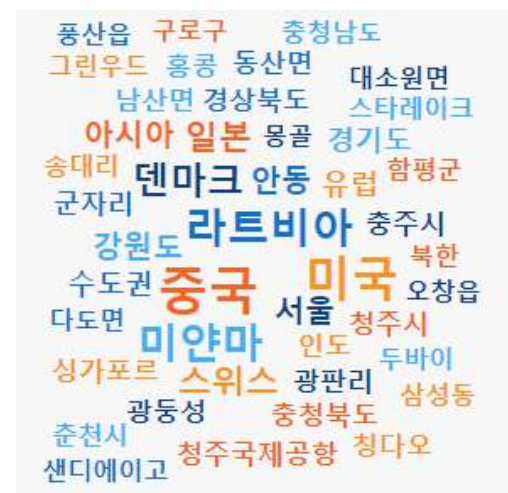 풍산읍 구로구 충청남도
그린우드 홍콩 동산면 대소원면
남산면 경상북도 스타레이크
아시아 일본 몽골 경기도
송대리 덴마크 안동 유럽 함평군
군자리 라트비아 충주시
강원도 북한
수도권 중국 미국 오창읍
다도면 서울 청주시
미얀마 인도 두바이
싱가포르 스위스 광판리 삼성동
광둥성 충청북도
춘천시 청주국제공항 칭다오
샌디에이고